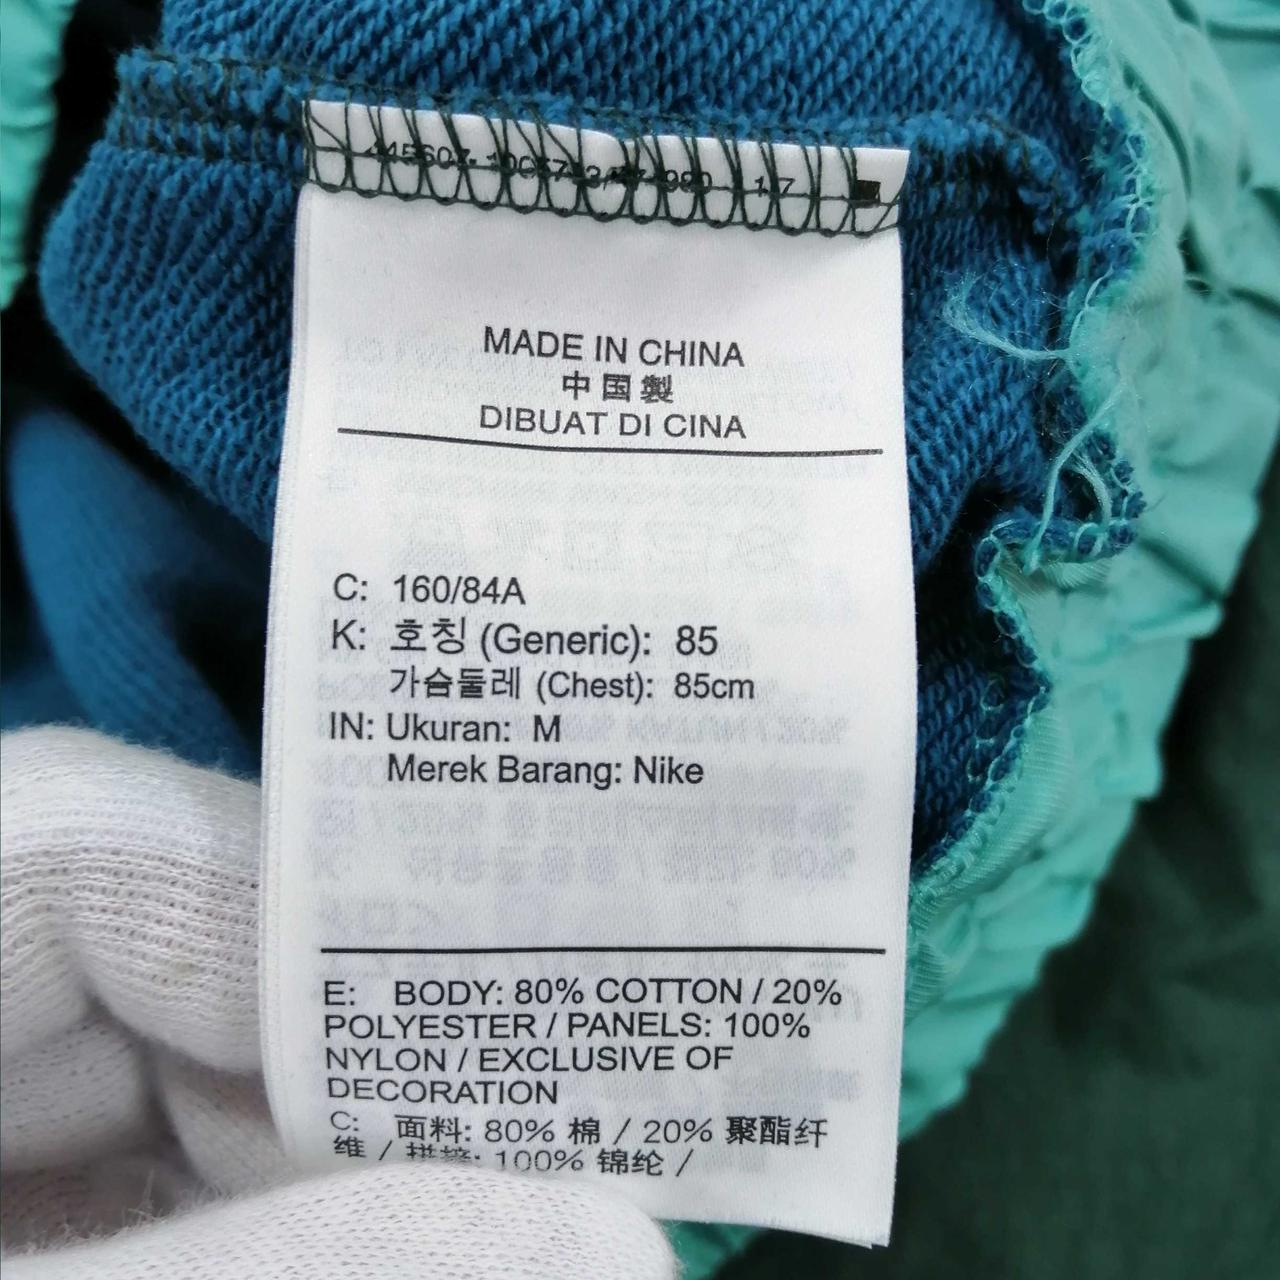 MADE IN CHINA
中国製
DIBUAT DI CINA
C: 160/84A
K: 호칭 (Generic): 85
가슴둘레 (Chest): 85cm
IN: Ukuran: M
Merek Barang: Nike
E: BODY: 80% COTTON / 20%
POLYESTER / PANELS: 100%
NYLON / EXCLUSIVE OF
DECORATION
C: 面料: 80% 棉 / 20% 聚酯纤
维 / 拼接: 100% 锦纶 /